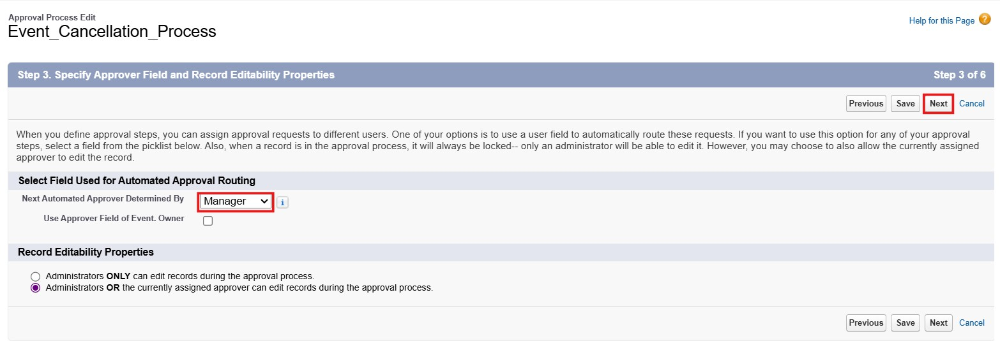 Approval Process Edit
Event_Cancellation_Process
Help for this Page ?
Step 3. Specify Approver Field and Record Editability Properties
Step 3 of 6
Previous Save Next Cancel
When you define approval steps, you can assign approval requests to different users. One of your options is to use a user field to automatically route these requests. If you want to use this option for any of your approval
steps, select a field from the picklist below. Also, when a record is in the approval process, it will always be locked-- only an administrator will be able to edit it. However, you may choose to also allow the currently assigned
approver to edit the record.
Select Field Used for Automated Approval Routing
Next Automated Approver Determined By Manager i
Use Approver Field of Event. Owner
Record Editability Properties
Administrators ONLY can edit records during the approval process.
Administrators OR the currently assigned approver can edit records during the approval process.
Previous Save Next Cancel